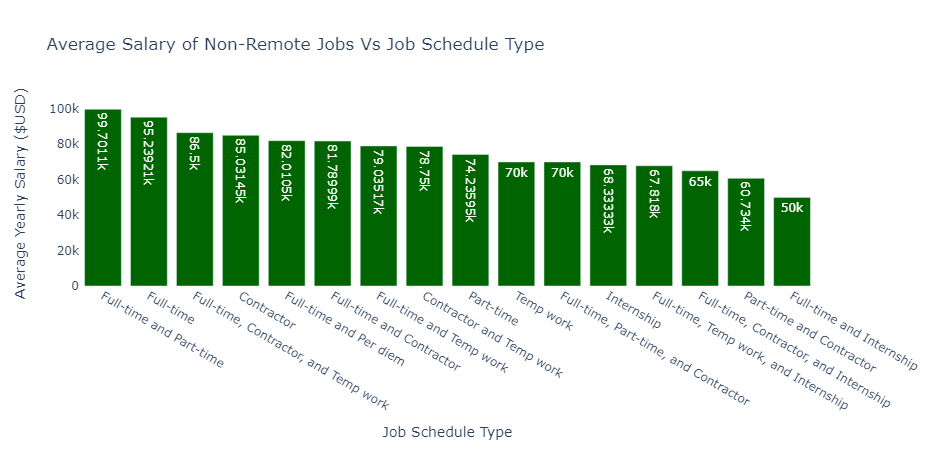 Average Salary of Non-Remote Jobs Vs Job Schedule Type
Average Yearly Salary ($USD)
100k
80k
60k
40k
20k
0
99.7011k
95.23921k
86.5k
85.03145k
82.0105k
81.7899k
79.03517k
78.75k
74.23595k
70k
70k
68.33333k
67.818k
65k
60.734k
50k
Full-time and Part-time
Full-time
Full-time, Contractor, and Temp work
Contractor
Full-time and Per diem
Full-time and Contractor
Full-time and Temp work
Contractor and Temp work
Part-time
Temp work
Full-time, Part-time, and Contractor
Internship
Full-time, Temp work, and Internship
Full-time, Contractor, and Internship
Part-time and Contractor
Full-time and Internship
Job Schedule Type